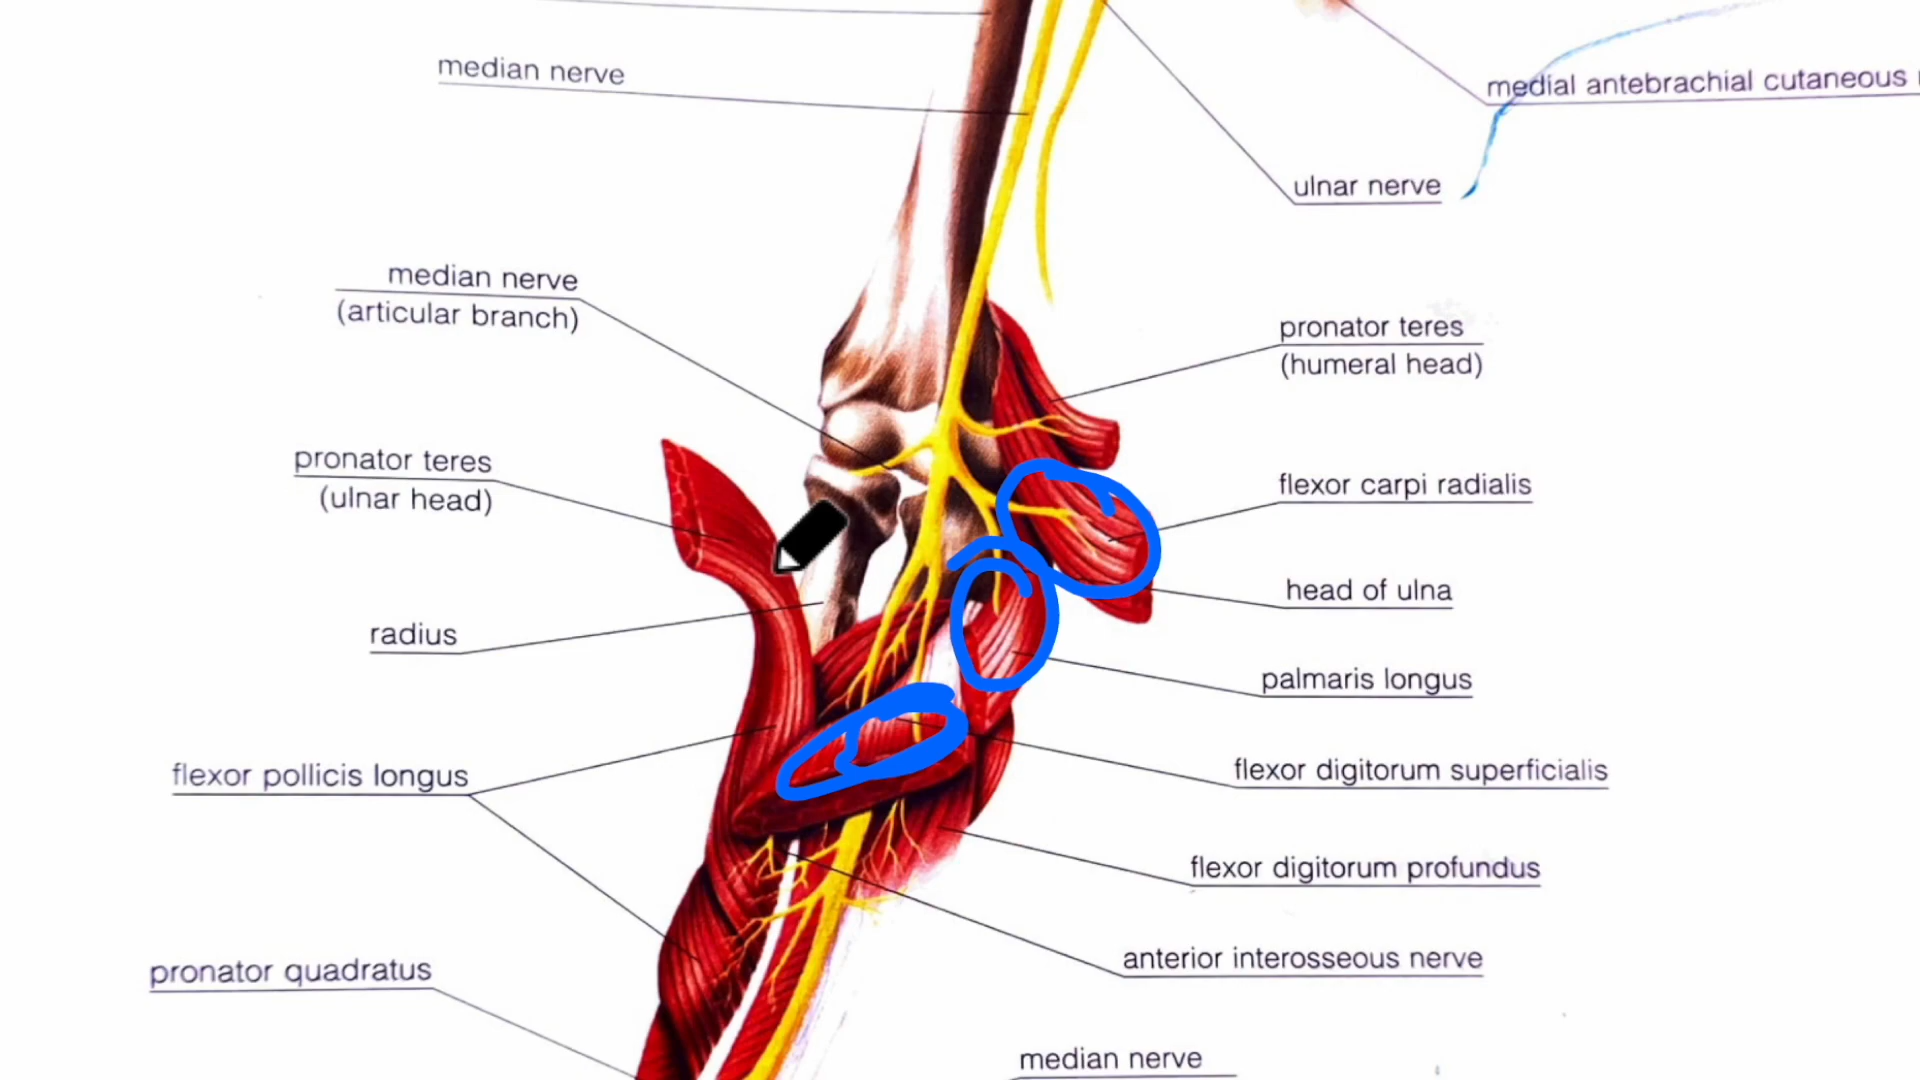 median nerve
medial antebrachial cutaneous
ulnar nerve
median nerve
(articular branch)
pronator teres
(humeral head)
pronator teres
(ulnar head)
flexor carpi radialis
head of ulna
radius
palmaris longus
flexor pollicis longus
flexor digitorum superficialis
flexor digitorum profundus
pronator quadratus
anterior interosseous nerve
median nerve